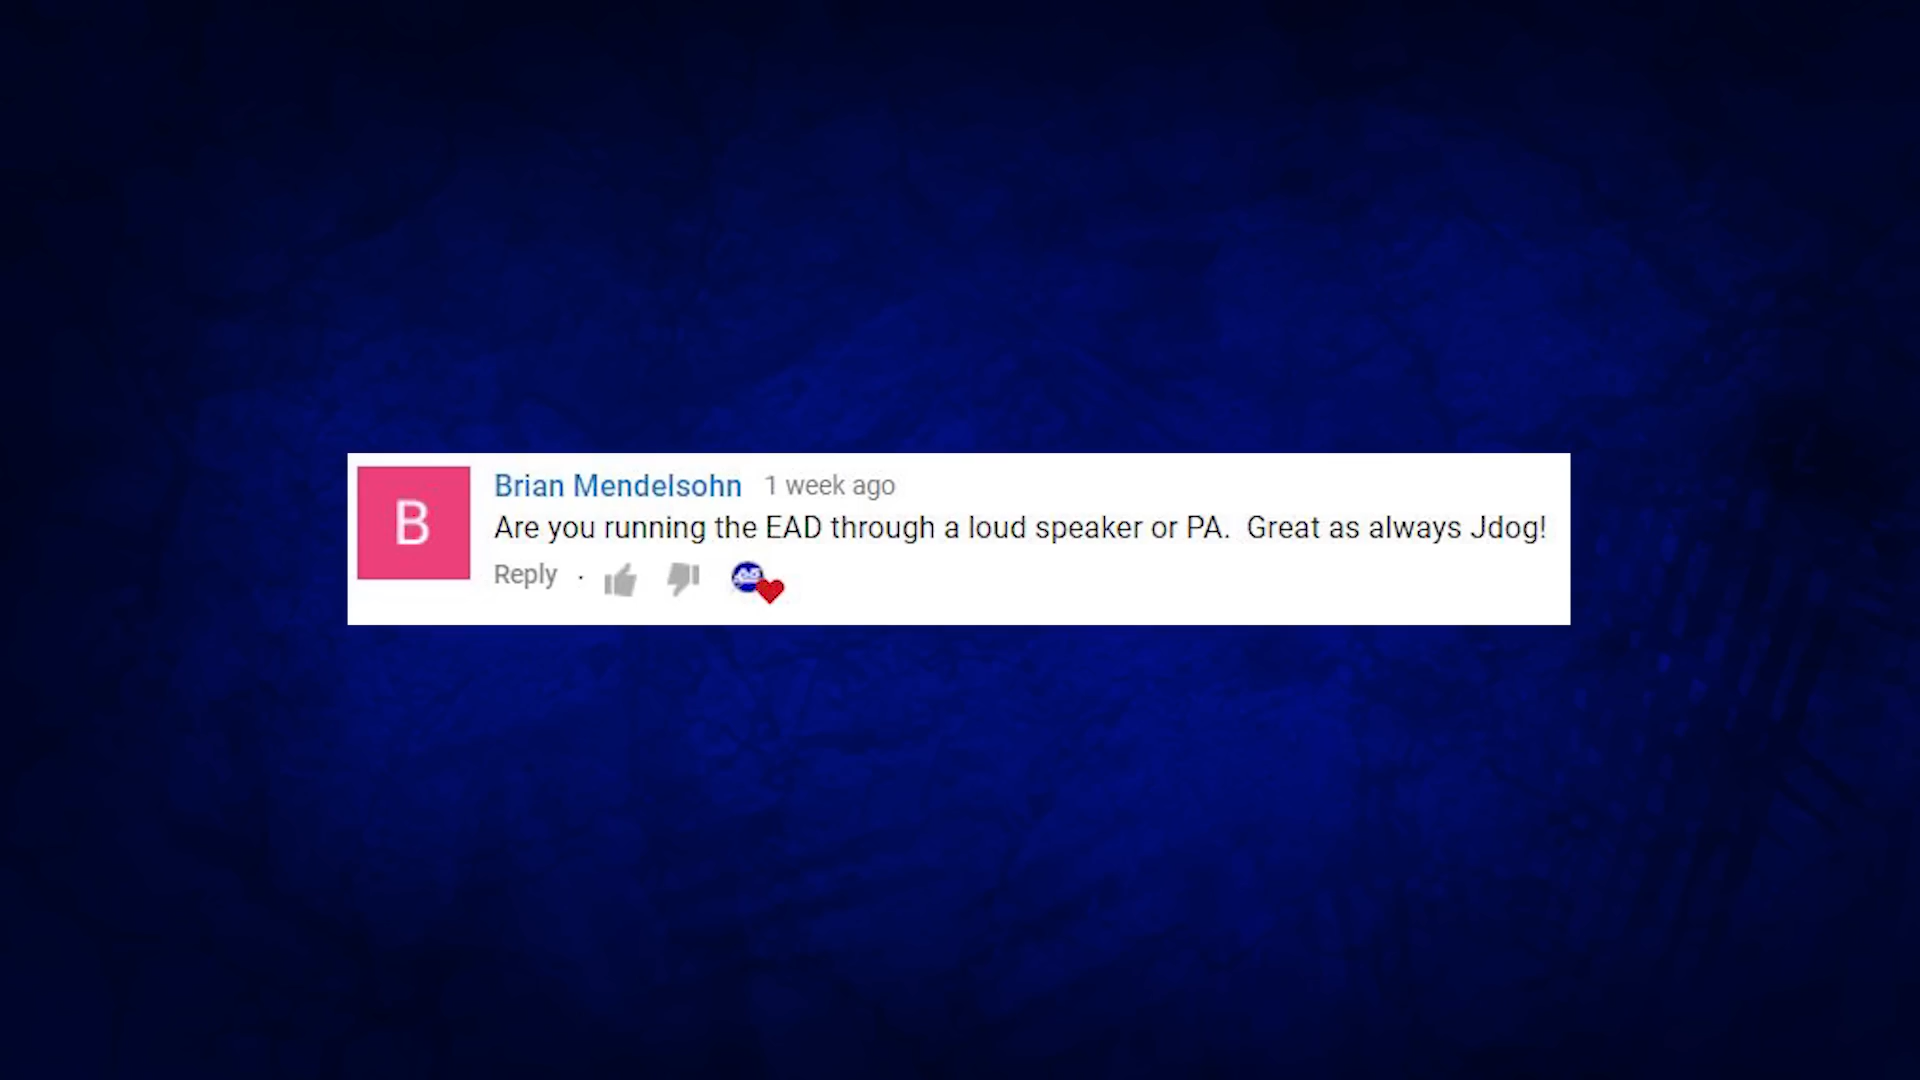 B
Brian Mendelsohn 1 week ago
Are you running the EAD through a loud speaker or PA.  Great as always Jdog!
Reply ·